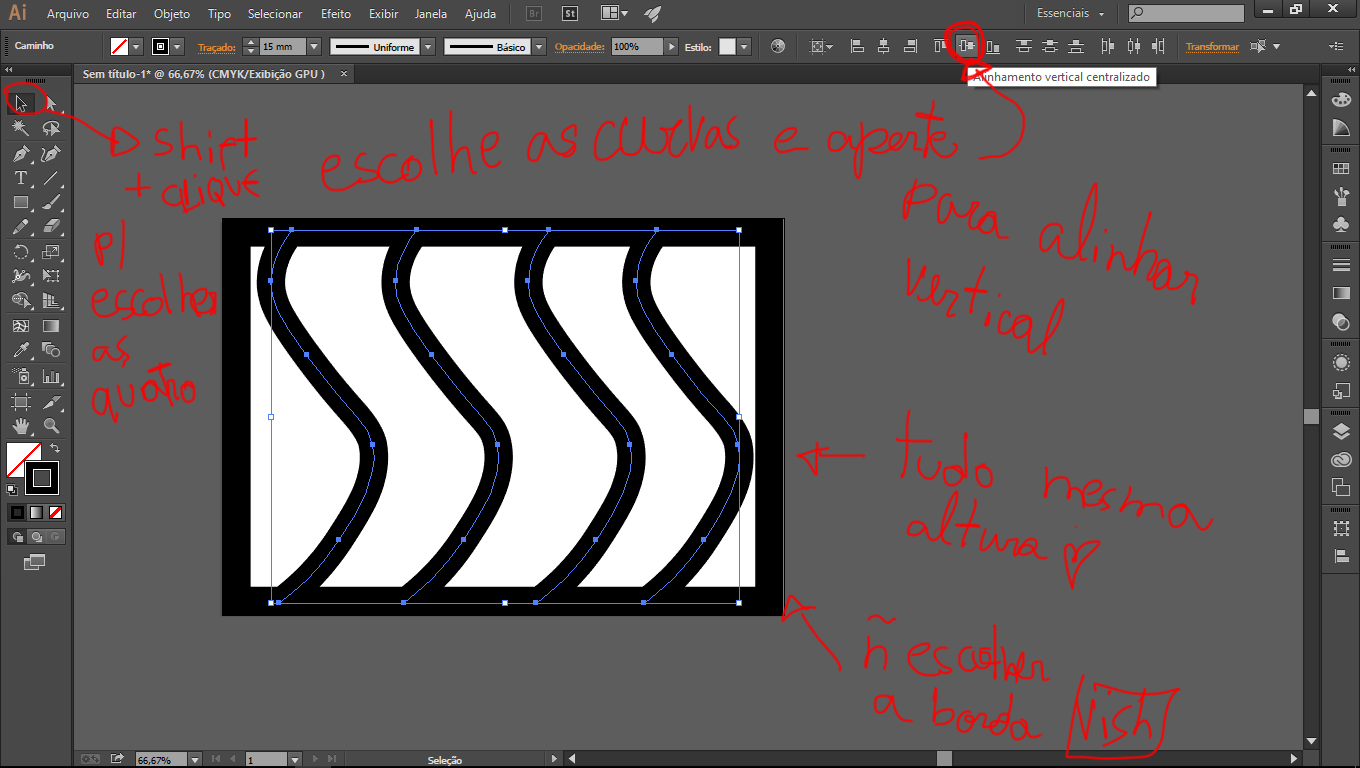 Ai Arquivo Editar Objeto Tipo Selecionar Efeito Exibir Janela Ajuda Br St Essenciais
Caminho Traçado: 15 mm Uniforme Básico Opacidade: 100% Estilo: Transformar
Sem título-1* @ 66,67% (CMYK/Exibição GPU ) ×
Alinhamento vertical centralizado
shift
+ CLIQUE
p/
escolher
as
quatro
escolhe as curvas e aperte
para alinhar
vertical
tudo mesma
altura
ñ escolher
a borda
Vish
66,67% 1 Seleção